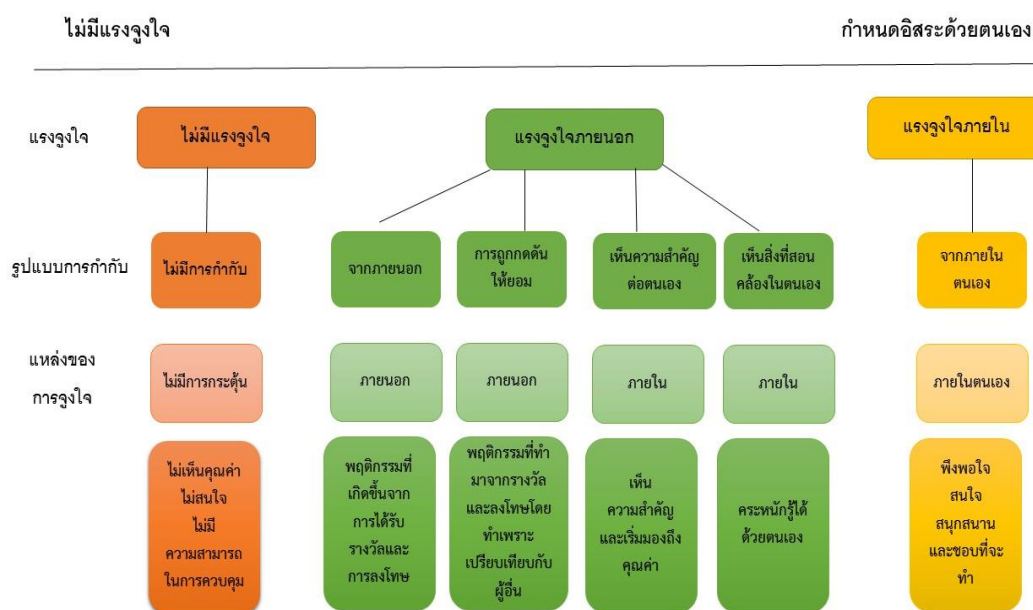 ไม่มีแรงจูงใจ
กำหนดอิสระด้วยตนเอง
แรงจูงใจ
ไม่มีแรงจูงใจ
แรงจูงใจภายนอก
แรงจูงใจภายใน
รูปแบบการกำกับ
ไม่มีการกำกับ
จากภายนอก
การถูกกดดัน
ให้ยอม
เห็นความสำคัญ
ต่อตนเอง
เห็นสิ่งที่สอน
คล้องในตนเอง
จากภายใน
ตนเอง
แหล่งของ
การจูงใจ
ไม่มีการกระตุ้น
ภายนอก
ภายนอก
ภายใน
ภายใน
ภายในตนเอง
ไม่เห็นคุณค่า
ไม่สนใจ
ไม่มี
ความสามารถ
ในการควบคุม
พฤติกรรมที่
เกิดขึ้นจาก
การได้รับ
รางวัลและ
การลงโทษ
พฤติกรรมที่ทำ
มาจากรางวัล
และลงโทษโดย
ทำเพราะ
เปรียบเทียบกับ
ผู้อื่น
เห็น
ความสำคัญ
และเริ่มมองถึง
คุณค่า
ตระหนักรู้ได้
ด้วยตนเอง
พึงพอใจ
สนใจ
สนุกสนาน
และชอบที่จะ
ทำ